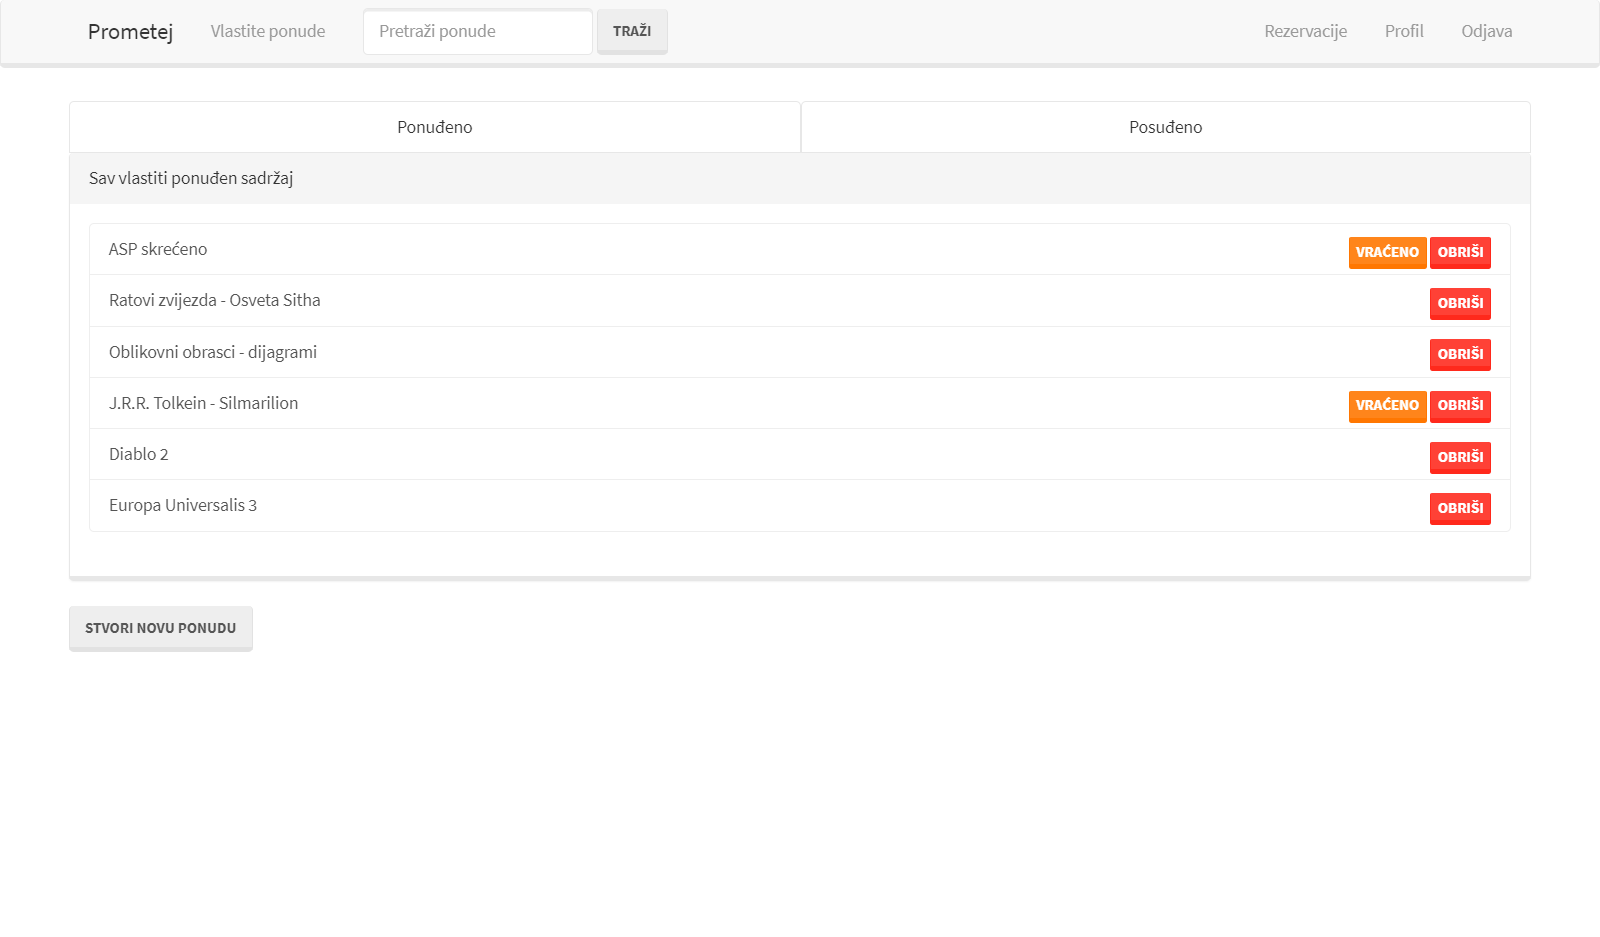 Prometej Vlastite ponude Pretraži ponude TRAŽI Rezervacije Profil Odjava
Ponuđeno Posuđeno
Sav vlastiti ponuđen sadržaj
ASP skrećeno VRAĆENO OBRIŠI
Ratovi zvijezda - Osveta Sitha OBRIŠI
Oblikovni obrasci - dijagrami OBRIŠI
J.R.R. Tolkein - Silmarilion VRAĆENO OBRIŠI
Diablo 2 OBRIŠI
Europa Universalis 3 OBRIŠI
STVORI NOVU PONUDU